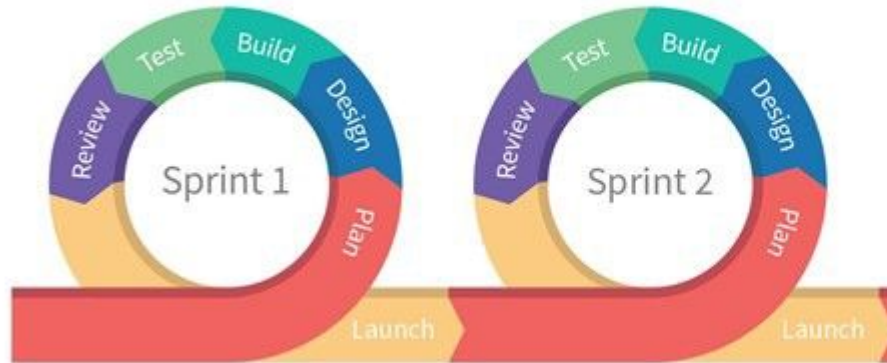 Sprint 1
Plan
Design
Build
Test
Review
Launch
Sprint 2
Plan
Design
Build
Test
Review
Launch